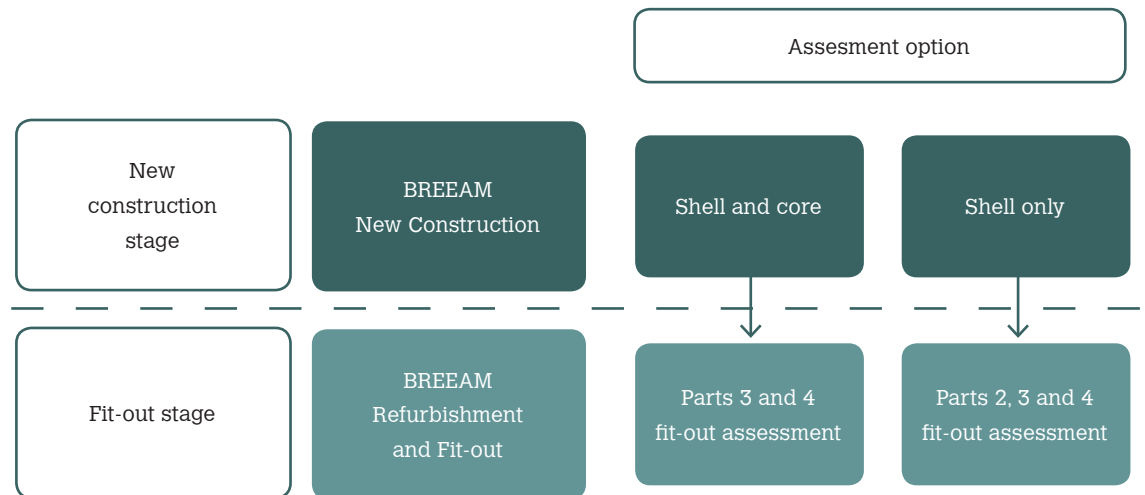 Assesment option
New
construction
stage
BREEAM
New Construction
Shell and core
Shell only
Fit-out stage
BREEAM
Refurbishment
and Fit-out
Parts 3 and 4
fit-out assessment
Parts 2, 3 and 4
fit-out assessment